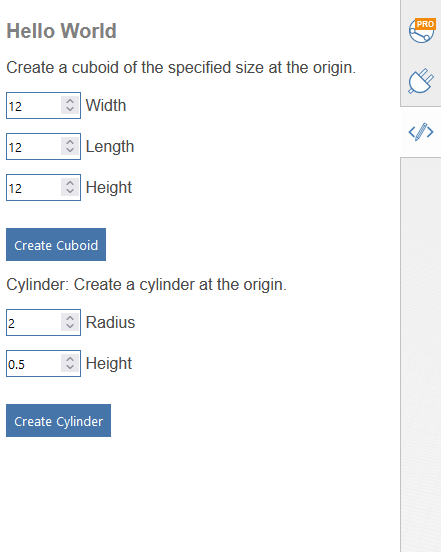 Hello World
PRO
Create a cuboid of the specified size at the origin.
12 Width
12 Length
12 Height
Create Cuboid
Cylinder: Create a cylinder at the origin.
2 Radius
0.5 Height
Create Cylinder